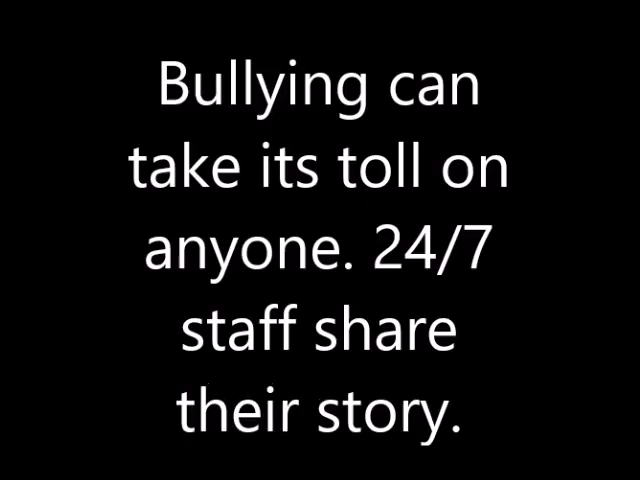 Bullying can
take its toll on
anyone. 24/7
staff share
their story.